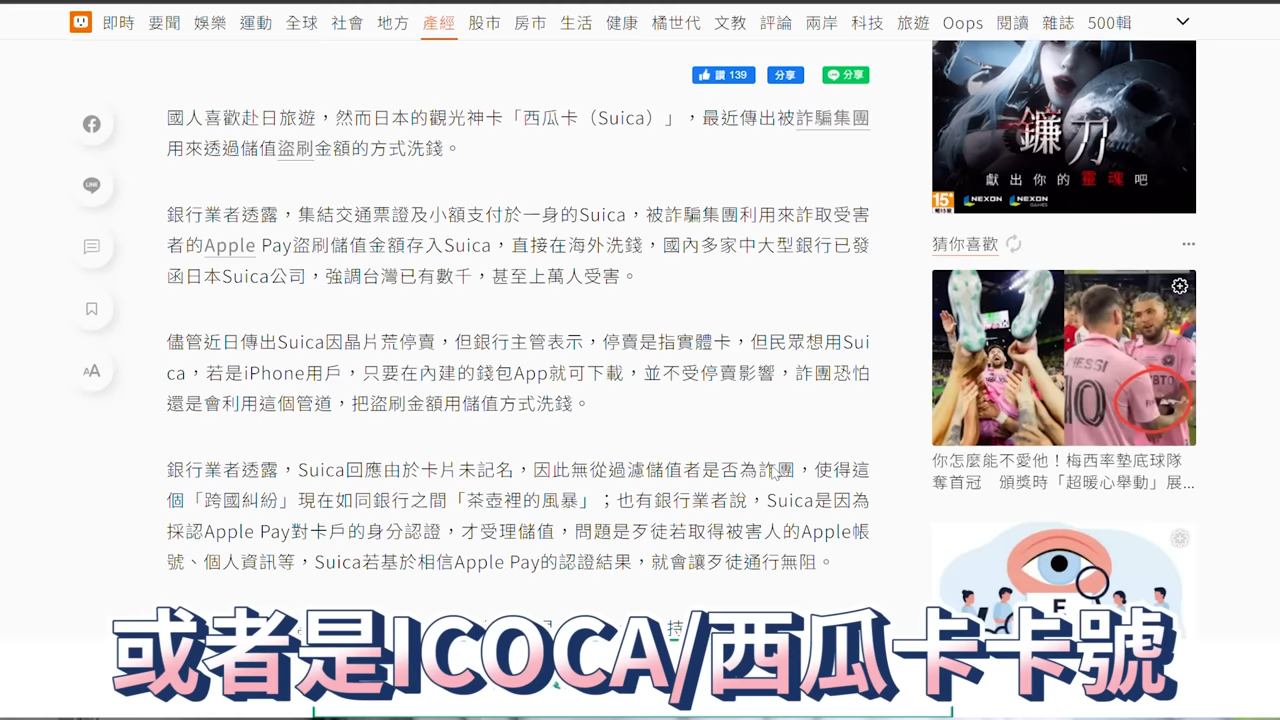 即時 要聞 娛樂 運動 全球 社會 地方 產經 股市 房市 生活 健康 橘世代 文教 評論 兩岸 科技 旅遊 Oops 閱讀 雜誌 500輯
讚 139 分享 分享
國人喜歡赴日旅遊，然而日本的觀光神卡「西瓜卡（Suica）」，最近傳出被詐騙集團
用來透過儲值盜刷金額的方式洗錢。
銀行業者透露，集結交通票證及小額支付於一身的Suica，被詐騙集團利用來詐取受害
者的Apple Pay盜刷儲值金額存入Suica，直接在海外洗錢，國內多家中大型銀行已發
函日本Suica公司，強調台灣已有數千，甚至上萬人受害。
儘管近日傳出Suica因晶片荒停賣，但銀行主管表示，停賣是指實體卡，但民眾想用Sui
ca，若是iPhone用戶，只要在內建的錢包App就可下載，並不受停賣影響，詐團恐怕
還是會利用這個管道，把盜刷金額用儲值方式洗錢。
銀行業者透露，Suica回應由於卡片未記名，因此無從過濾儲值者是否為詐團，使得這
個「跨國糾紛」現在如同銀行之間「茶壺裡的風暴」；也有銀行業者說，Suica是因為
採認Apple Pay對卡戶的身分認證，才受理儲值，問題是歹徒若取得被害人的Apple帳
號、個人資訊等，Suica若基於相信Apple Pay的認證結果，就會讓歹徒通行無阻。
LINE
AA
鐮刀
獻出你的靈魂吧
15+
NEXON NEXON GAMES
猜你喜歡
MESSI
10
你怎麼能不愛他！梅西率墊底球隊
奪首冠 頒獎時「超暖心舉動」展...
E
持
或者是ICOCA/西瓜卡卡號